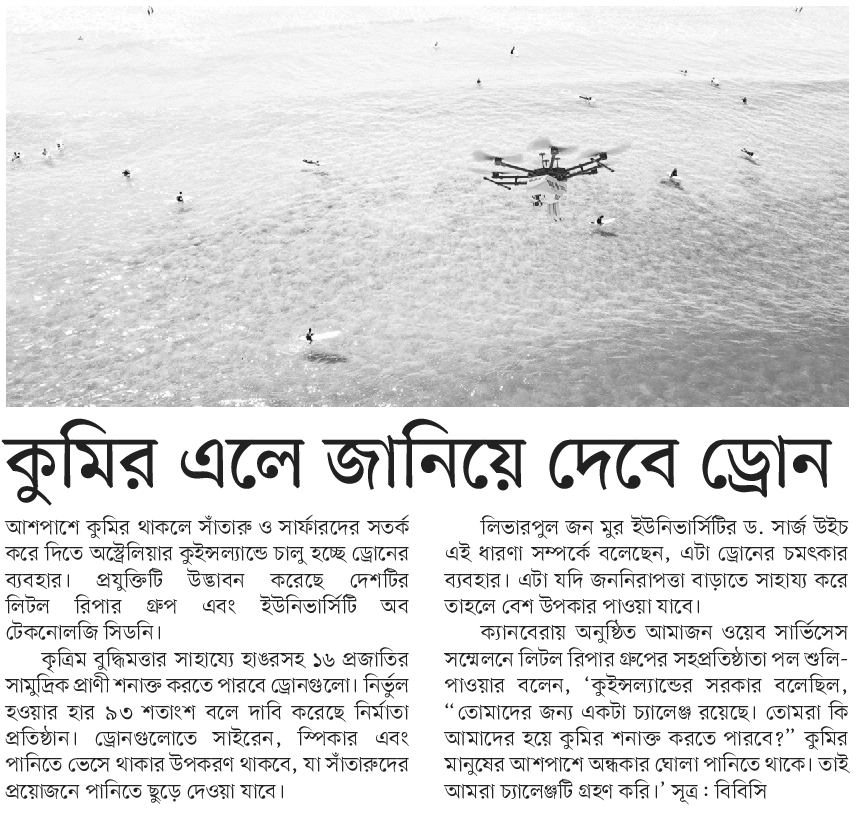 কুমির এলে জানিয়ে দেবে ড্রোন
আশপাশে কুমির থাকলে সাঁতারু ও সার্ফারদের সতর্ক
করে দিতে অস্ট্রেলিয়ার কুইন্সল্যান্ডে চালু হচ্ছে ড্রোনের
ব্যবহার। প্রযুক্তিটি উদ্ভাবন করেছে দেশটির
লিটল রিপার গ্রুপ এবং ইউনিভার্সিটি অব
টেকনোলজি সিডনি।
কৃত্রিম বুদ্ধিমত্তার সাহায্যে হাঙরসহ ১৬ প্রজাতির
সামুদ্রিক প্রাণী শনাক্ত করতে পারবে ড্রোনগুলো। নির্ভুল
হওয়ার হার ৯৩ শতাংশ বলে দাবি করেছে নির্মাতা
প্রতিষ্ঠান। ড্রোনগুলোতে সাইরেন, স্পিকার এবং
পানিতে ভেসে থাকার উপকরণ থাকবে, যা সাঁতারুদের
প্রয়োজনে পানিতে ছুড়ে দেওয়া যাবে।
লিভারপুল জন মুর ইউনিভার্সিটির ড. সার্জ উইচ
এই ধারণা সম্পর্কে বলেছেন, এটা ড্রোনের চমৎকার
ব্যবহার। এটা যদি জননিরাপত্তা বাড়াতে সাহায্য করে
তাহলে বেশ উপকার পাওয়া যাবে।
ক্যানবেরায় অনুষ্ঠিত আমাজন ওয়েব সার্ভিসেস
সম্মেলনে লিটল রিপার গ্রুপের সহপ্রতিষ্ঠাতা পল শুলি-
পাওয়ার বলেন, ‘কুইন্সল্যান্ডের সরকার বলেছিল,
“তোমাদের জন্য একটা চ্যালেঞ্জ রয়েছে। তোমরা কি
আমাদের হয়ে কুমির শনাক্ত করতে পারবে?” কুমির
মানুষের আশপাশে অন্ধকার ঘোলা পানিতে থাকে। তাই
আমরা চ্যালেঞ্জটি গ্রহণ করি।’ সূত্র : বিবিসি